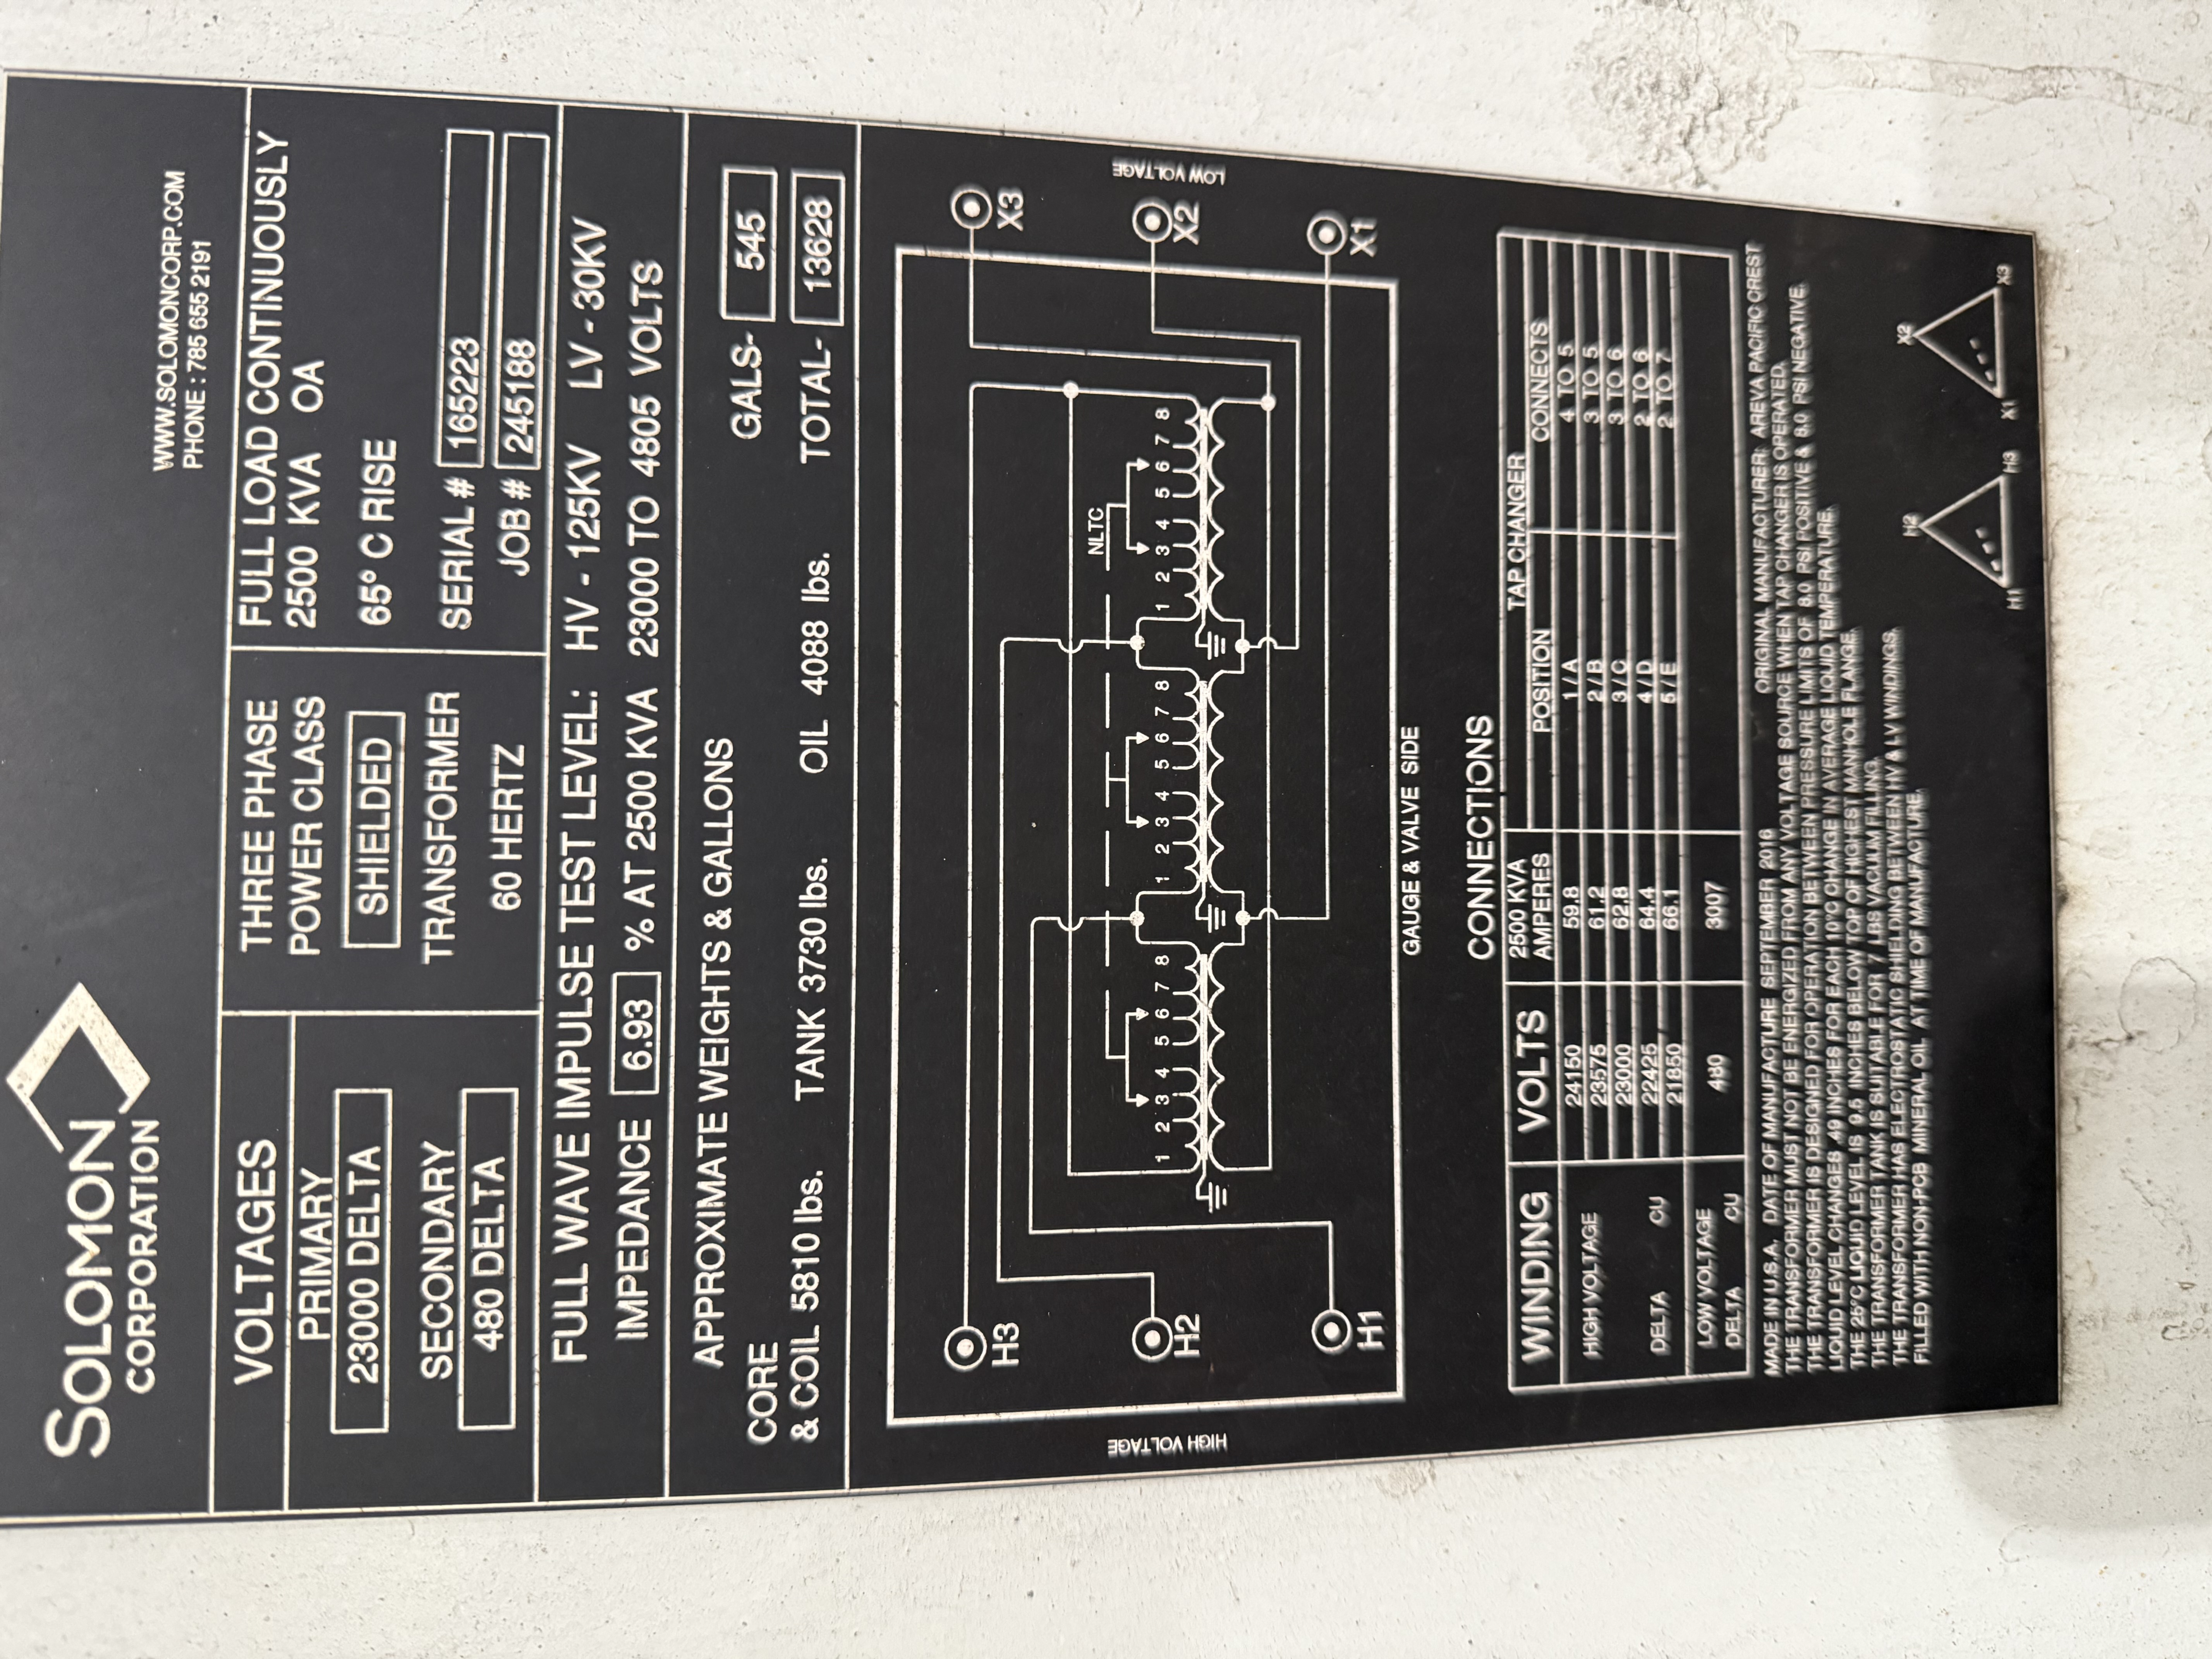 SOLOMON
CORPORATION
WWW.SOLOMONCORP.COM
PHONE : 785 655 2191
VOLTAGES
PRIMARY
23000 DELTA
SECONDARY
480 DELTA
THREE PHASE
POWER CLASS
SHIELDED
TRANSFORMER
60 HERTZ
FULL LOAD CONTINUOUSLY
2500 KVA OA
65° C RISE
SERIAL # 165223
JOB # 245188
FULL WAVE IMPULSE TEST LEVEL: HV - 125KV LV - 30KV
IMPEDANCE 6.93 % AT 2500 KVA 23000 TO 4805 VOLTS
APPROXIMATE WEIGHTS & GALLONS
CORE
& COIL 5810 lbs. TANK 3730 lbs. OIL 4088 lbs.
GALS- 545
TOTAL- 13628
HIGH VOLTAGE
H3
H2
H1
NLTC
1 2 3 4 5 6 7 8
1 2 3 4 5 6 7 8
1 2 3 4 5 6 7 8
X3
X2
X1
LOW VOLTAGE
GAUGE & VALVE SIDE
CONNECTIONS
WINDING VOLTS 2500 KVA AMPERES TAP CHANGER
POSITION CONNECTS
HIGH VOLTAGE
DELTA CU
24150 59.8 1 / A 4 TO 5
23575 61.2 2 / B 3 TO 5
23000 62.8 3 / C 3 TO 6
22425 64.4 4 / D 2 TO 6
21850 66.1 5 / E 2 TO 7
LOW VOLTAGE
DELTA CU
480 3007
MADE IN U.S.A. DATE OF MANUFACTURE SEPTEMBER 2016 ORIGINAL MANUFACTURER: AREVA PACIFIC CREST
THE TRANSFORMER MUST NOT BE ENERGIZED FROM ANY VOLTAGE SOURCE WHEN TAP CHANGER IS OPERATED.
THE TRANSFORMER IS DESIGNED FOR OPERATION BETWEEN PRESSURE LIMITS OF 8.0 PSI POSITIVE & 8.0 PSI NEGATIVE.
LIQUID LEVEL CHANGES .49 INCHES FOR EACH 10°C CHANGE IN AVERAGE LIQUID TEMPERATURE.
THE 25°C LIQUID LEVEL IS 9.5 INCHES BELOW TOP OF HIGHEST MANHOLE FLANGE.
THE TRANSFORMER TANK IS SUITABLE FOR 7 LBS VACUUM FILLING.
THE TRANSFORMER HAS ELECTROSTATIC SHIELDING BETWEEN HV & LV WINDINGS.
FILLED WITH NON-PCB MINERAL OIL AT TIME OF MANUFACTURE.
H2
H1 H3
X2
X1 X3